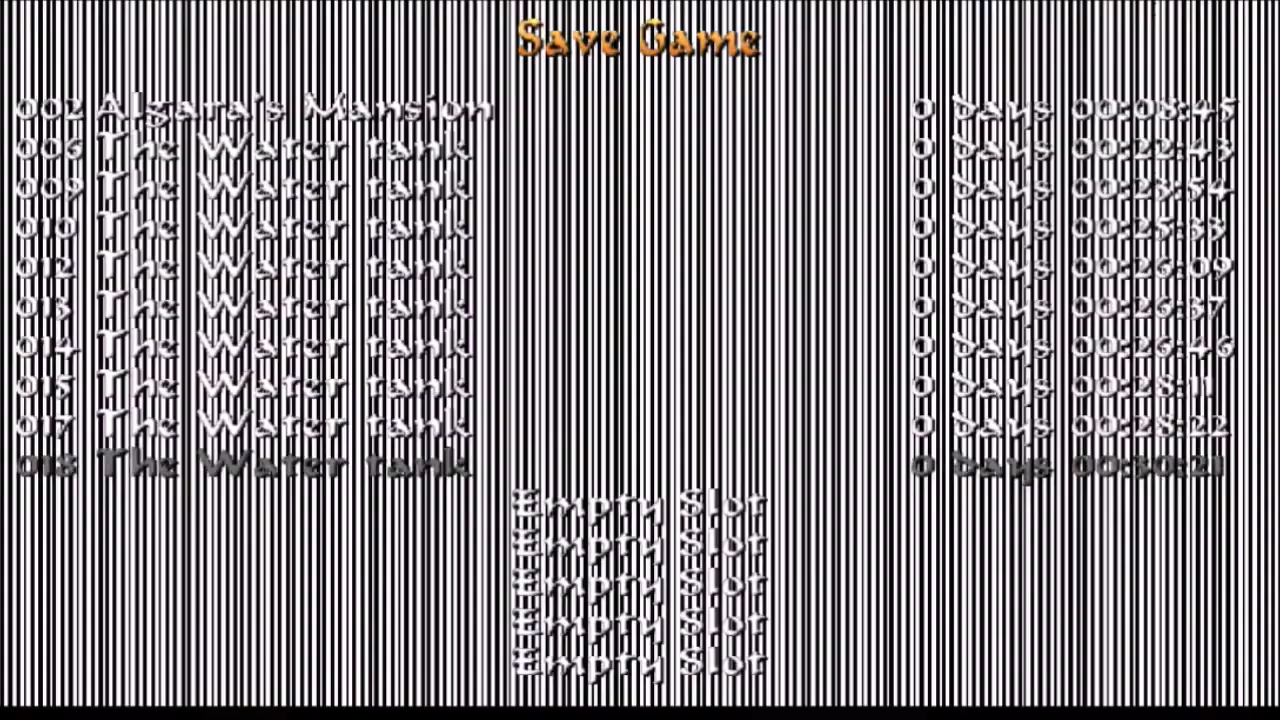 Save Game
002 Algara's Mansion 0 days 00:08:45
006 The Water tank 0 days 00:22:43
009 The Water tank 0 days 00:23:54
010 The Water tank 0 days 00:25:33
012 The Water tank 0 days 00:26:09
013 The Water tank 0 days 00:26:37
014 The Water tank 0 days 00:26:46
015 The Water tank 0 days 00:28:11
017 The Water tank 0 days 00:28:22
018 The Water tank 0 days 00:30:21
Empty Slot
Empty Slot
Empty Slot
Empty Slot
Empty Slot